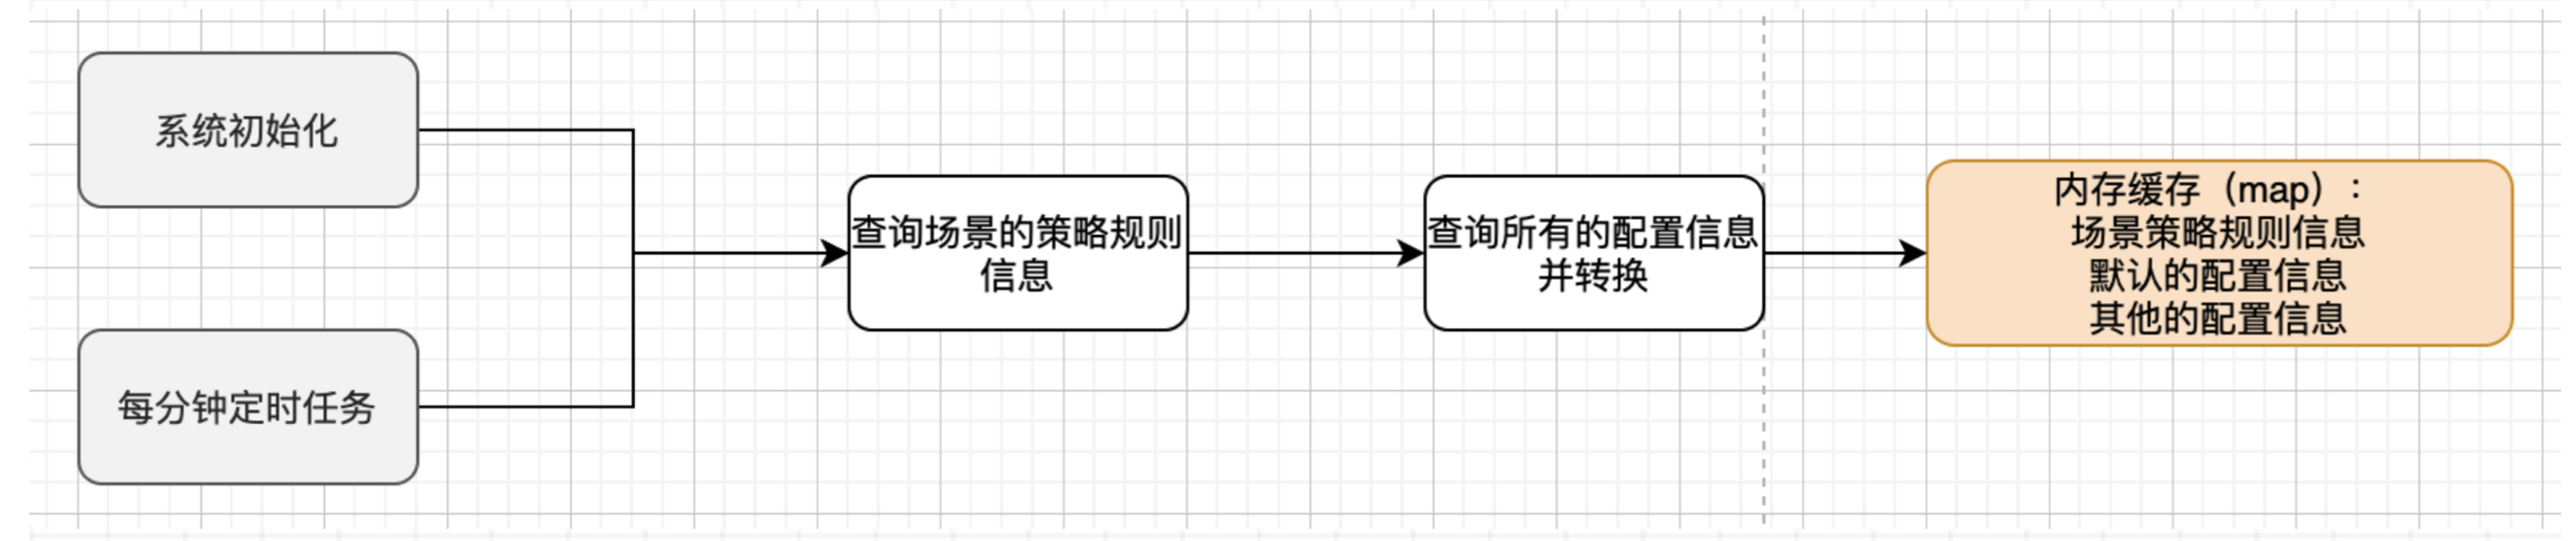 系统初始化
每分钟定时任务
查询场景的策略规则
信息
查询所有的配置信息
并转换
内存缓存（map）：
场景策略规则信息
默认的配置信息
其他的配置信息